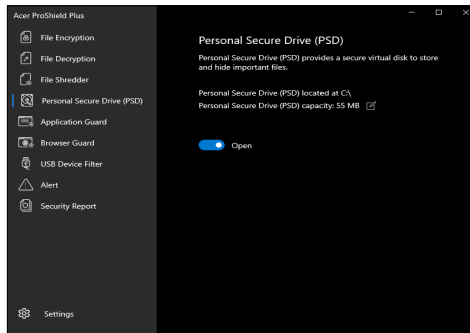 Acer ProShield Plus
File Encryption
File Decryption
File Shredder
Personal Secure Drive (PSD)
Application Guard
Browser Guard
USB Device Filter
Alert
Security Report
Settings
Personal Secure Drive (PSD)
Personal Secure Drive (PSD) provides a secure virtual disk to store
and hide important files.
Personal Secure Drive (PSD) located at C:\
Personal Secure Drive (PSD) capacity: 55 MB
Open